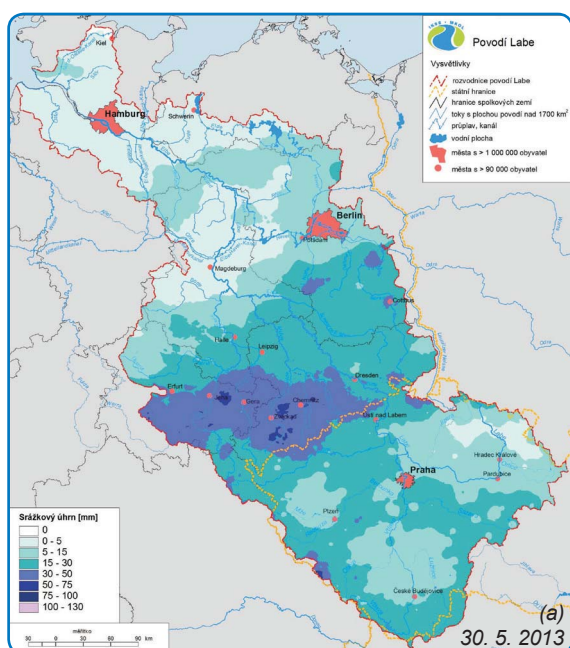 IKSE - MKOL
Povodí Labe
Vysvětlivky
rozvodnice povodí Labe
státní hranice
hranice spolkových zemí
toky s plochou povodí nad 1700 km²
průplav, kanál
vodní plocha
města s > 1 000 000 obyvatel
města s > 90 000 obyvatel
Kiel
Hamburg
Schwerin
Berlin
Potsdam
Magdeburg
Cottbus
Halle
Leipzig
Dresden
Erfurt
Gera
Chemnitz
Zwickau
Ústí nad Labem
Praha
Hradec Králové
Pardubice
Plzeň
České Budějovice
Srážkový úhrn [mm]
0
0 - 5
5 - 15
15 - 30
30 - 50
50 - 75
75 - 100
100 - 130
měřítko
30 0 30 60 90 km
(a)
30. 5. 2013